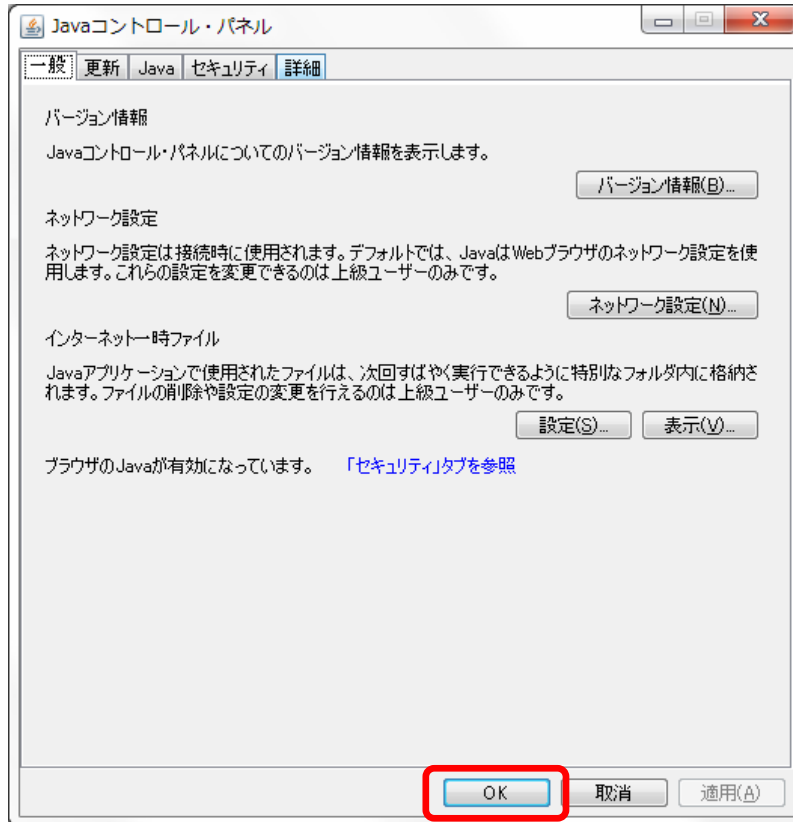 Javaコントロール・パネル
一般 更新 Java セキュリティ 詳細
バージョン情報
Javaコントロール・パネルについてのバージョン情報を表示します。
バージョン情報(B)...
ネットワーク設定
ネットワーク設定は接続時に使用されます。デフォルトでは、JavaはWebブラウザのネットワーク設定を使
用します。これらの設定を変更できるのは上級ユーザーのみです。
ネットワーク設定(N)...
インターネット一時ファイル
Javaアプリケーションで使用されたファイルは、次回すばやく実行できるように特別なフォルダ内に格納さ
れます。ファイルの削除や設定の変更を行えるのは上級ユーザーのみです。
設定(S)... 表示(V)...
ブラウザのJavaが有効になっています。 「セキュリティ」タブを参照
OK 取消 適用(A)